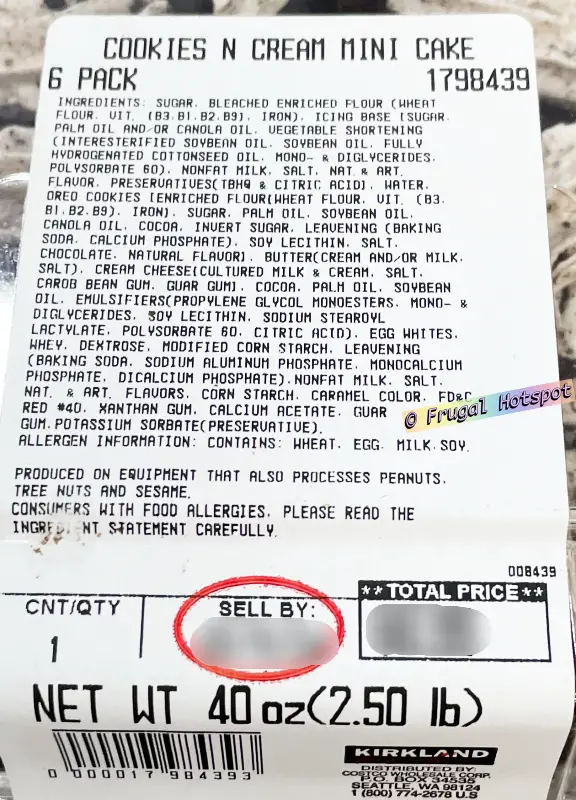 COOKIES N CREAM MINI CAKE
6 PACK 1798439
INGREDIENTS: SUGAR, BLEACHED ENRICHED FLOUR (WHEAT
FLOUR, VIT. (B3,B1,B2,B9), IRON), ICING BASE [SUGAR,
PALM OIL AND/OR CANOLA OIL, VEGETABLE SHORTENING
(INTERESTERIFIED SOYBEAN OIL, SOYBEAN OIL, FULLY
HYDROGENATED COTTONSEED OIL, MONO- & DIGLYCERIDES,
POLYSORBATE 60), NONFAT MILK, SALT, NAT. & ART.
FLAVOR, PRESERVATIVES(TBHQ & CITRIC ACID), WATER,
OREO COOKIES [ENRICHED FLOUR(WHEAT FLOUR, VIT. (B3,
B1,B2,B9), IRON), SUGAR, PALM OIL, SOYBEAN OIL,
CANOLA OIL, COCOA, INVERT SUGAR, LEAVENING (BAKING
SODA, CALCIUM PHOSPHATE), SOY LECITHIN, SALT,
CHOCOLATE, NATURAL FLAVOR), BUTTER(CREAM AND/OR MILK,
SALT), CREAM CHEESE(CULTURED MILK & CREAM, SALT,
CAROB BEAN GUM, GUAR GUM), COCOA, PALM OIL, SOYBEAN
OIL, EMULSIFIERS(PROPYLENE GLYCOL MONOESTERS, MONO- &
DIGLYCERIDES, SOY LECITHIN, SODIUM STEAROYL
LACTYLATE, POLYSORBATE 60, CITRIC ACID), EGG WHITES,
WHEY, DEXTROSE, MODIFIED CORN STARCH, LEAVENING
(BAKING SODA, SODIUM ALUMINUM PHOSPHATE, MONOCALCIUM
PHOSPHATE, DICALCIUM PHOSPHATE),NONFAT MILK, SALT,
NAT. & ART. FLAVORS, CORN STARCH, CARAMEL COLOR, FD&C
RED #40, XANTHAN GUM, CALCIUM ACETATE, GUAR
GUM,POTASSIUM SORBATE(PRESERVATIVE).
© Frugal Hotspot
ALLERGEN INFORMATION: CONTAINS: WHEAT, EGG, MILK,SOY.
PRODUCED ON EQUIPMENT THAT ALSO PROCESSES PEANUTS,
TREE NUTS AND SESAME.
CONSUMERS WITH FOOD ALLERGIES, PLEASE READ THE
INGREDIENT STATEMENT CAREFULLY.
008439
CNT/QTY SELL BY: **TOTAL PRICE**
1
NET WT 40 oz(2.50 lb)
0 000017 984393
KIRKLAND
DISTRIBUTED BY:
COSTCO WHOLESALE CORP.
P.O. BOX 34535
SEATTLE, WA 98124
1 (800) 774-2678 U.S